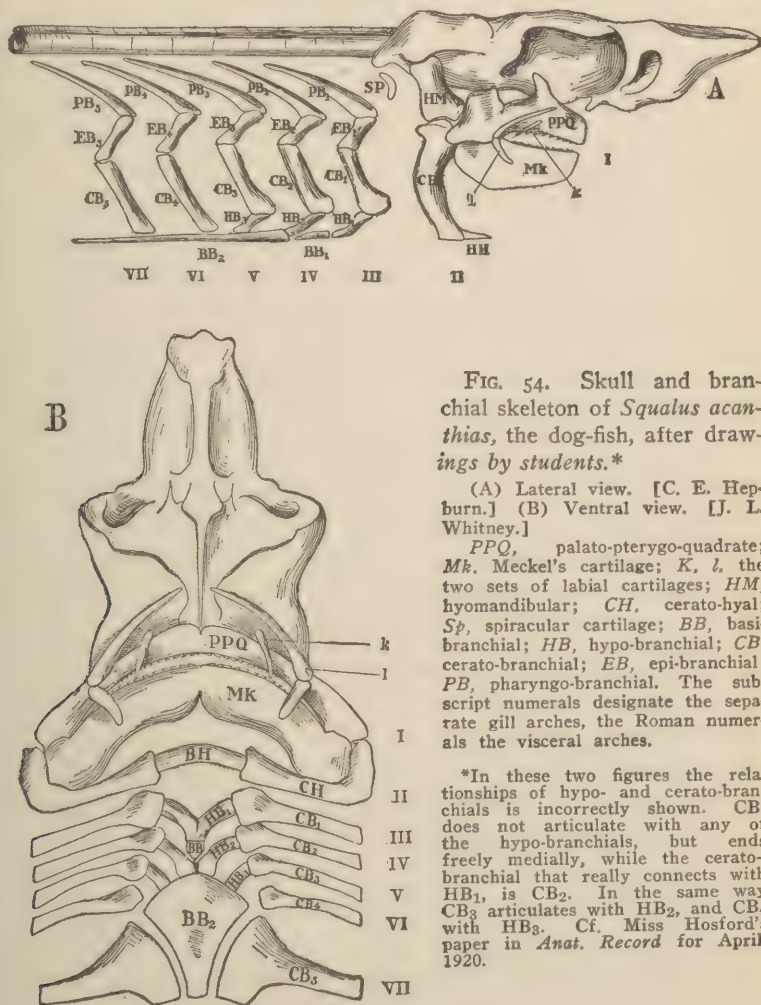 PB5 PB4 PB3 PB2 PB1 SP
HM PPQ A
EB5 EB4 EB3 EB2 EB1
CB5 CB4 CB3 CB2 CB1 CH Mk I
l k
HB3 HB2 HB1
BB2 BB1 HH
VII VI V IV III II
B
PPQ k
l
MK
I
BH
CH II
HB1 CB1 III
BB HB2 CB2 IV
HB3 CB3 V
CB4 VI
BB2
CB5
VII
FIG. 54. Skull and bran-
chial skeleton of Squalus acan-
thias, the dog-fish, after draw-
ings by students.*
(A) Lateral view. [C. E. Hep-
burn.] (B) Ventral view. [J. L.
Whitney.]
PPQ, palato-pterygo-quadrate;
Mk. Meckel's cartilage; K, l, the
two sets of labial cartilages; HM,
hyomandibular; CH, cerato-hyal;
Sp, spiracular cartilage; BB, basi
branchial; HB, hypo-branchial; CB
cerato-branchial; EB, epi-branchial
PB, pharyngo-branchial. The sub
script numerals designate the sepa
rate gill arches, the Roman numer
als the visceral arches.
*In these two figures the rela
tionships of hypo- and cerato-bran
chials is incorrectly shown. CB
does not articulate with any of
the hypo-branchials, but ends
freely medially, while the cerato-
branchial that really connects with
HB1, is CB2. In the same way
CB3 articulates with HB2, and CB
with HB3. Cf. Miss Hosford's
paper in Anat. Record for April
1920.